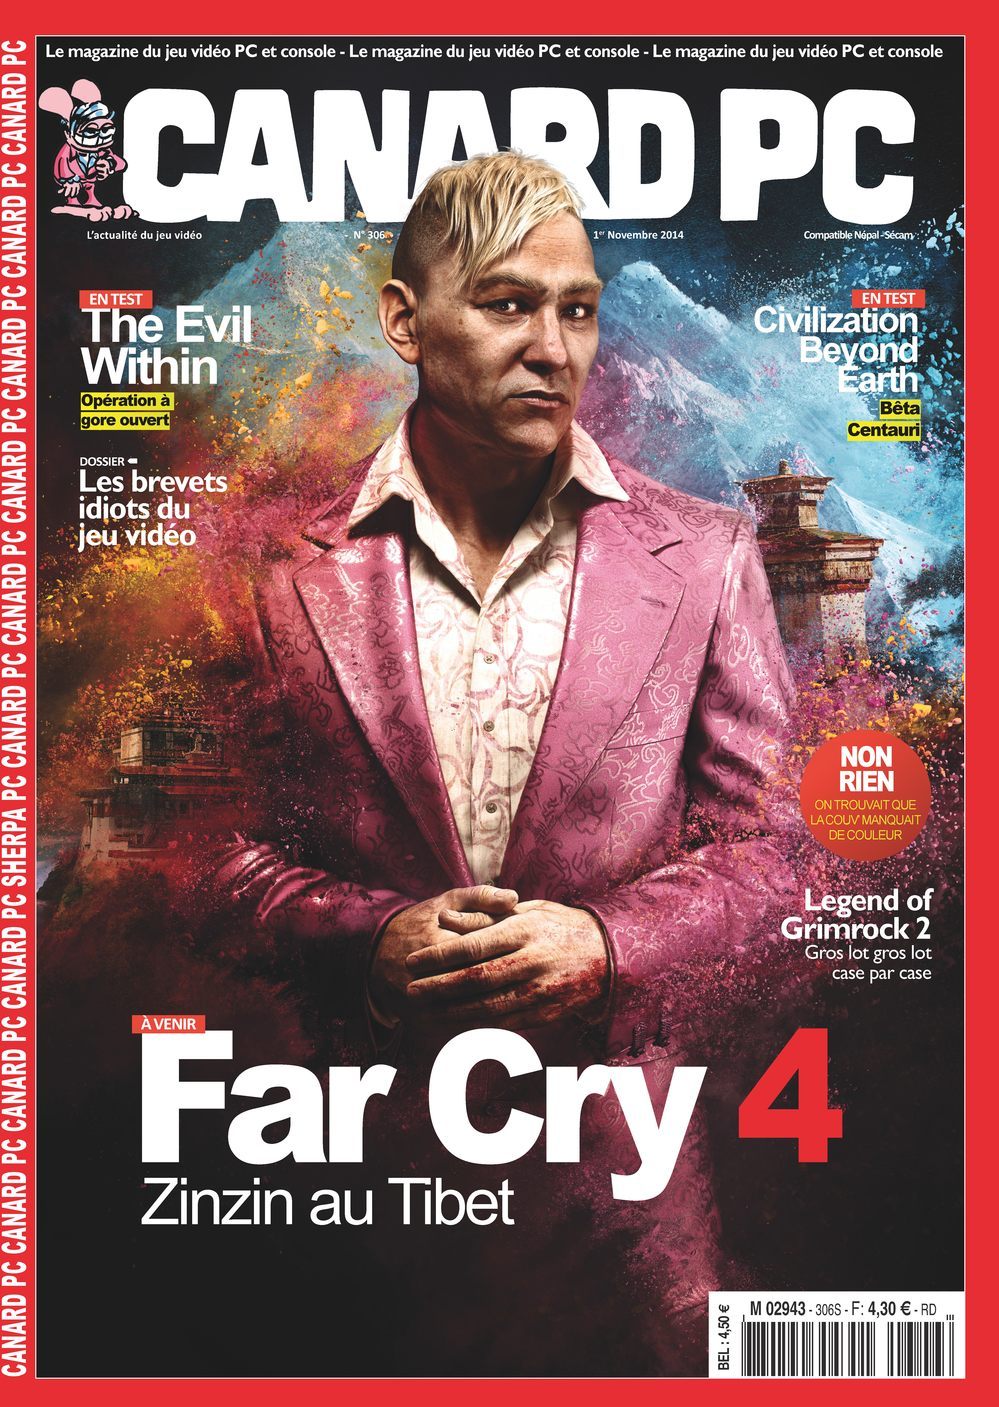 Le magazine du jeu vidéo PC et console - Le magazine du jeu vidéo PC et console - Le magazine du jeu vidéo PC et console
CANARD PC
L'actualité du jeu vidéo
N° 306
1er Novembre 2014
Compatible Népal-Sécam
EN TEST
The Evil
Within
Opération à
gore ouvert
DOSSIER
Les brevets
idiots du
jeu vidéo
EN TEST
Civilization
Beyond
Earth
Bêta
Centauri
NON
RIEN
ON TROUVAIT QUE
LA COUV' MANQUAIT
DE COULEUR
Legend of
Grimrock 2
Gros lot gros lot
case par case
À VENIR
Far Cry 4
Zinzin au Tibet
BEL : 4,50 €
M 02943 - 306S - F: 4,30 € - RD
CANARD PC CANARD PC CANARD PC CANARD PC SHERPA PC CANARD PC CANARD PC CANARD PC CANARD PC CANARD PC CANARD PC